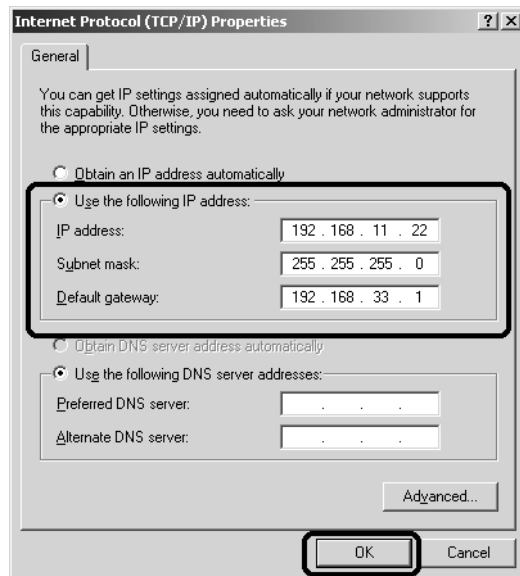 Internet Protocol (TCP/IP) Properties
General
You can get IP settings assigned automatically if your network supports
this capability. Otherwise, you need to ask your network administrator for
the appropriate IP settings.
Obtain an IP address automatically
Use the following IP address:
IP address: 192 . 168 . 11 . 22
Subnet mask: 255 . 255 . 255 . 0
Default gateway: 192 . 168 . 33 . 1
Obtain DNS server address automatically
Use the following DNS server addresses:
Preferred DNS server: . . .
Alternate DNS server: . . .
Advanced...
OK Cancel